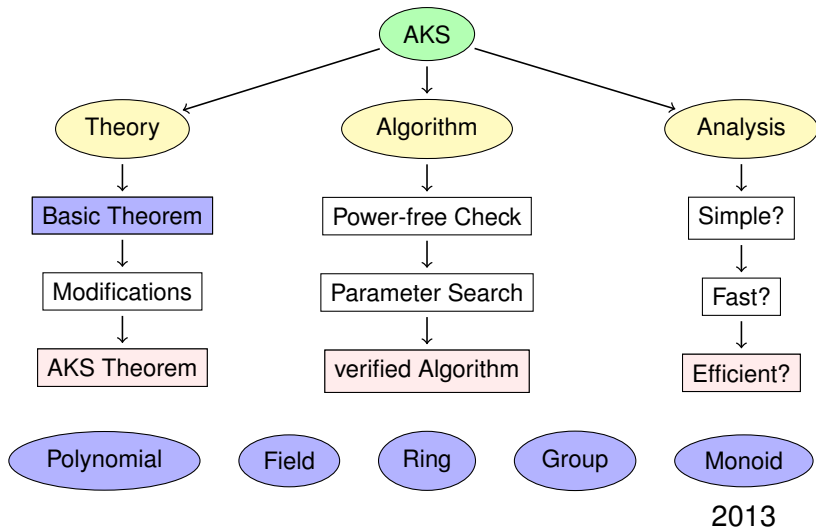 AKS
Theory Algorithm Analysis
Basic Theorem Power-free Check Simple?
Modifications Parameter Search Fast?
AKS Theorem verified Algorithm Efficient?
Polynomial Field Ring Group Monoid
2013